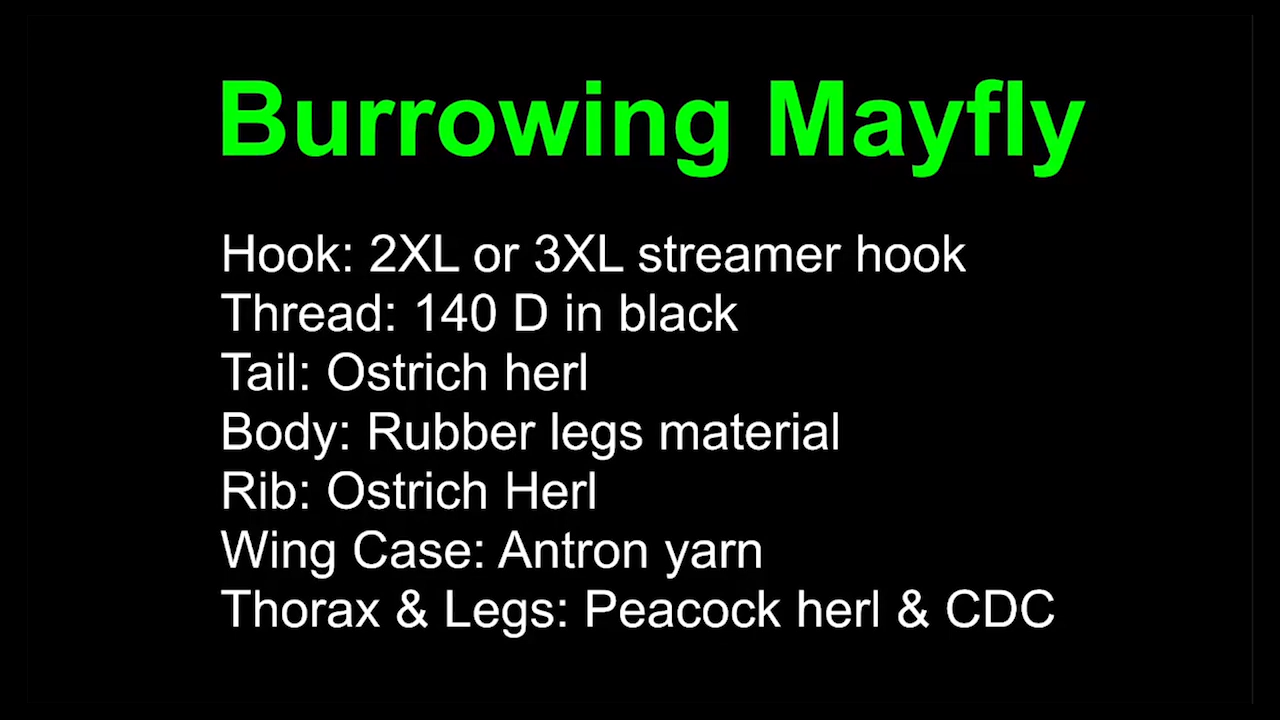 Burrowing Mayfly
Hook: 2XL or 3XL streamer hook
Thread: 140 D in black
Tail: Ostrich herl
Body: Rubber legs material
Rib: Ostrich Herl
Wing Case: Antron yarn
Thorax & Legs: Peacock herl & CDC